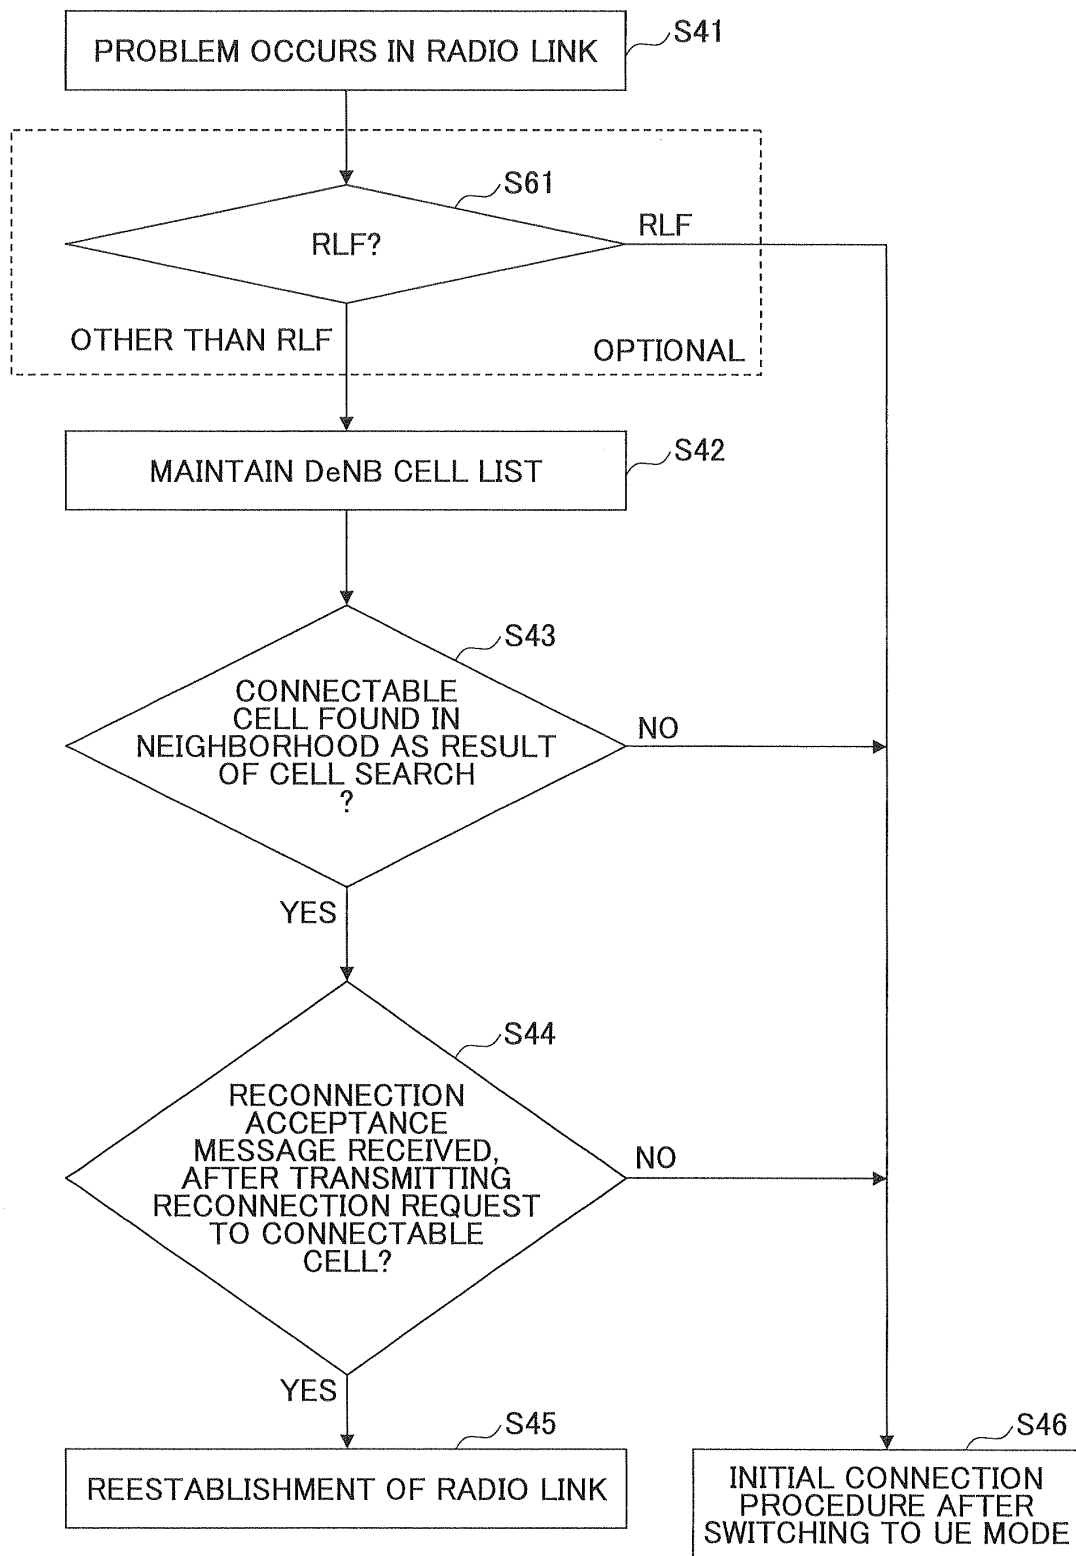 PROBLEM OCCURS IN RADIO LINK
S41
S61
RLF?
RLF
OTHER THAN RLF
OPTIONAL
MAINTAIN DeNB CELL LIST
S42
S43
CONNECTABLE
CELL FOUND IN
NEIGHBORHOOD AS RESULT
OF CELL SEARCH
?
NO
YES
S44
RECONNECTION
ACCEPTANCE
MESSAGE RECEIVED,
AFTER TRANSMITTING
RECONNECTION REQUEST
TO CONNECTABLE
CELL?
NO
YES
S45
REESTABLISHMENT OF RADIO LINK
S46
INITIAL CONNECTION
PROCEDURE AFTER
SWITCHING TO UE MODE